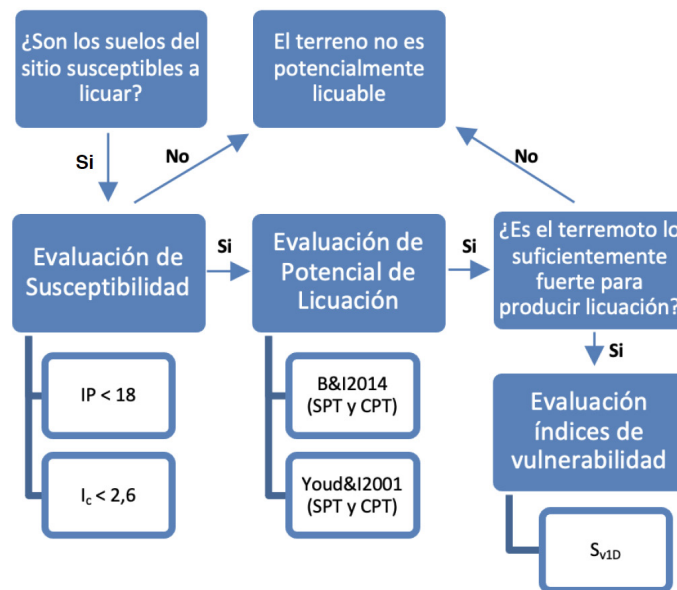 ¿Son los suelos del
sitio susceptibles a
licuar?
El terreno no es
potencialmente
licuable
Si
No
No
Evaluación de
Susceptibilidad
Si
Evaluación de
Potencial de
Licuación
Si
¿Es el terremoto lo
suficientemente
fuerte para
producir licuación?
Si
IP < 18
Ic < 2,6
B&I2014
(SPT y CPT)
Youd&I2001
(SPT y CPT)
Evaluación
índices de
vulnerabilidad
Sv1D